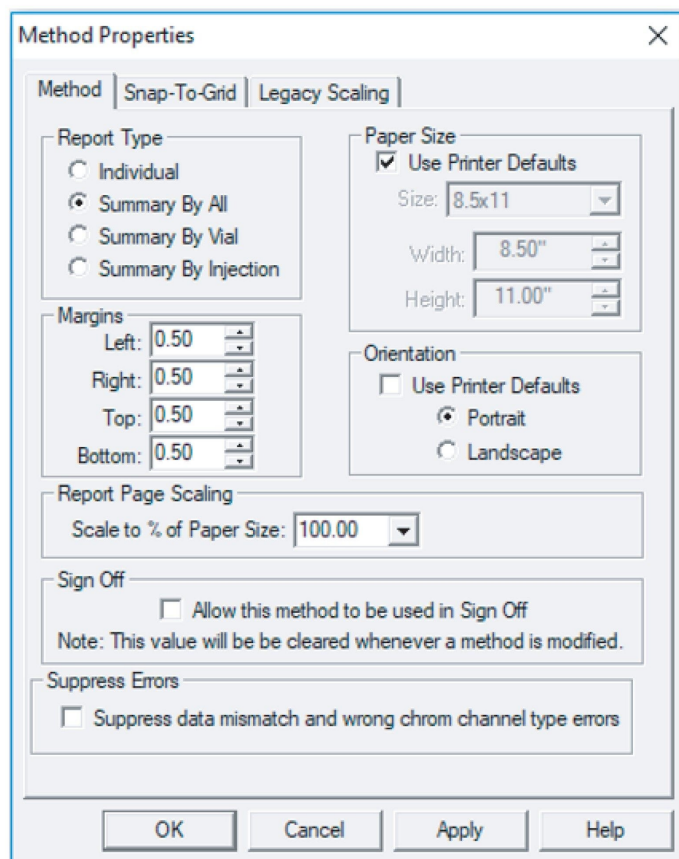 Method Properties
Method Snap-To-Grid Legacy Scaling
Report Type
Individual
Summary By All
Summary By Vial
Summary By Injection
Paper Size
Use Printer Defaults
Size: 8.5x11
Width: 8.50"
Height: 11.00"
Margins
Left: 0.50
Right: 0.50
Top: 0.50
Bottom: 0.50
Orientation
Use Printer Defaults
Portrait
Landscape
Report Page Scaling
Scale to % of Paper Size: 100.00
Sign Off
Allow this method to be used in Sign Off
Note: This value will be be cleared whenever a method is modified.
Suppress Errors
Suppress data mismatch and wrong chrom channel type errors
OK Cancel Apply Help